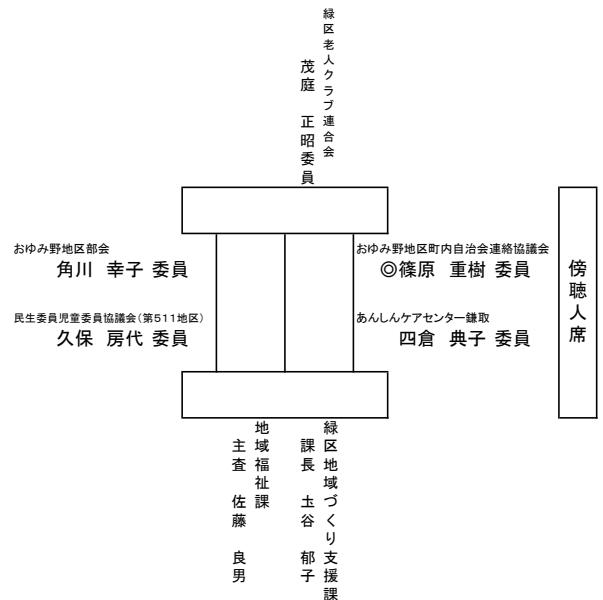 緑区老人クラブ連合会
茂庭　正昭委員
おゆみ野地区部会
角川　幸子 委員
民生委員児童委員協議会（第511地区）
久保　房代 委員
おゆみ野地区町内自治会連絡協議会
◎篠原　重樹 委員
あんしんケアセンター鎌取
四倉　典子 委員
傍聴人席
緑区地域づくり支援課
課長　圡谷　郁子
地域福祉課
主査　佐藤　良男